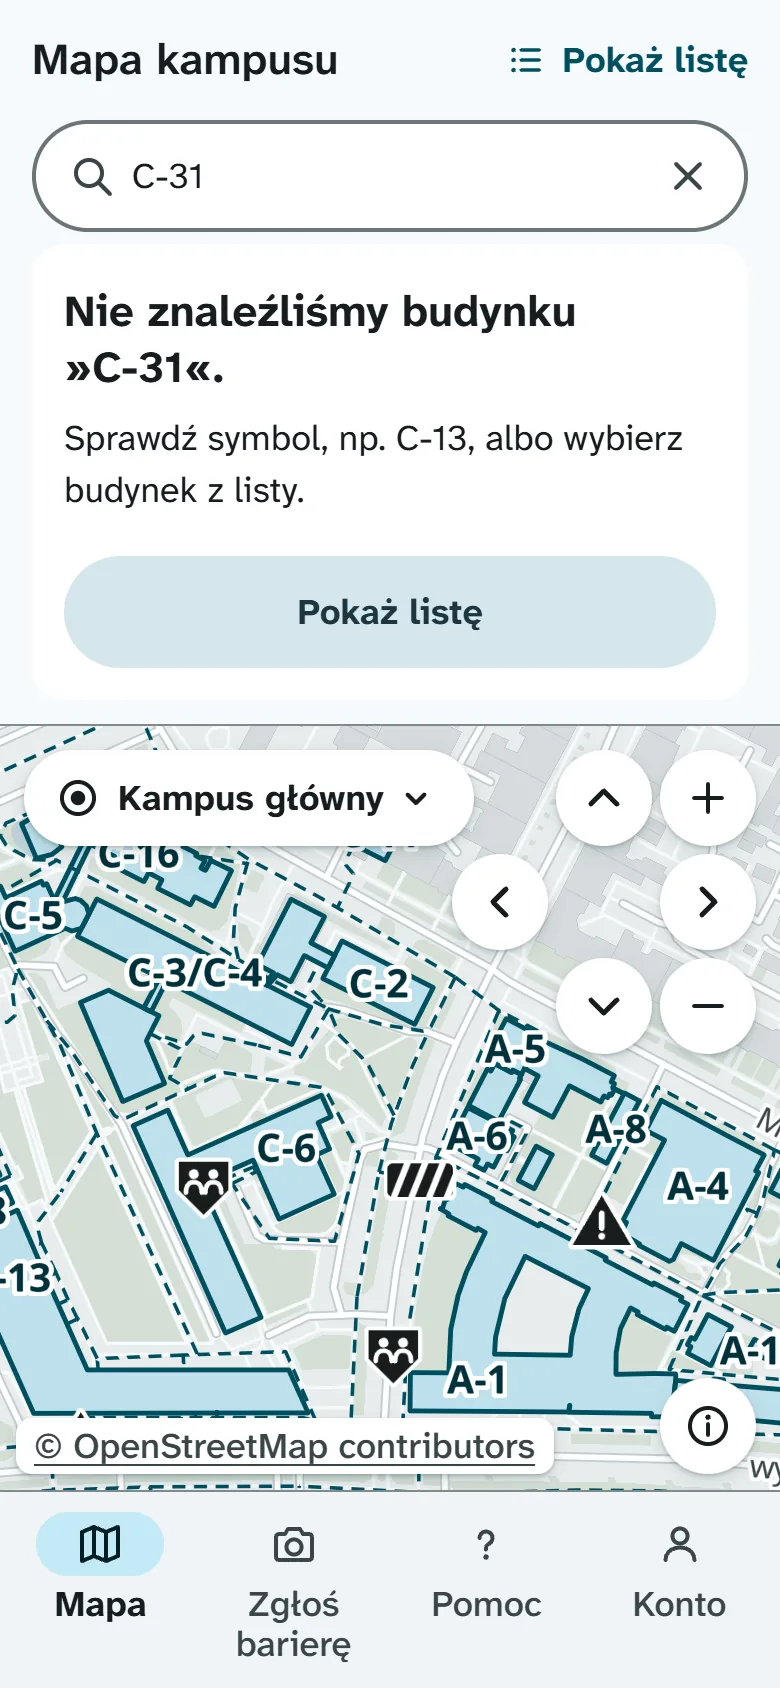 Mapa kampusu
Pokaż listę
C-31
Nie znaleźliśmy budynku
»C-31«.
Sprawdź symbol, np. C-13, albo wybierz
budynek z listy.
Pokaż listę
Kampus główny
C-16
C-5
C-3/C-4
C-2
A-5
A-6
A-8
C-6
A-4
-13
A-1
A-1
© OpenStreetMap contributors
wy
Mapa
Zgłoś
barierę
Pomoc
Konto